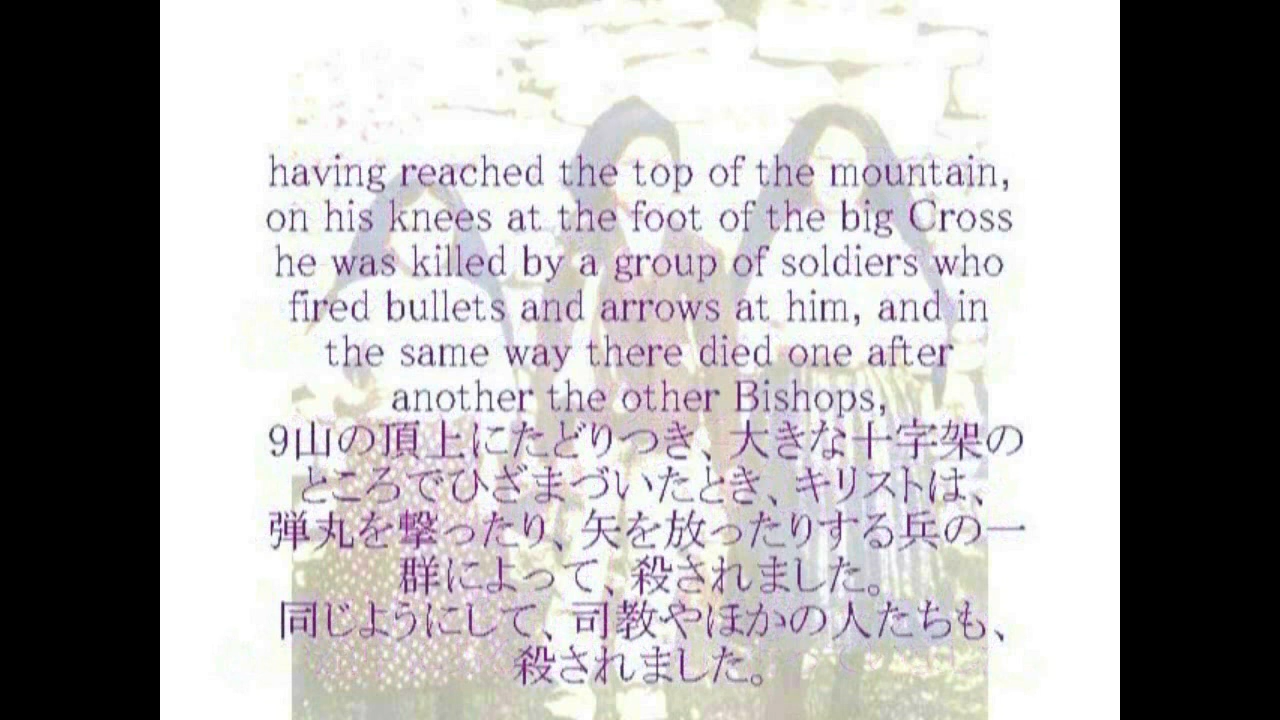 having reached the top of the mountain,
on his knees at the foot of the big Cross
he was killed by a group of soldiers who
fired bullets and arrows at him, and in
the same way there died one after
another the other Bishops,
9山の頂上にたどりつき、大きな十字架の
ところでひざまづいたとき、キリストは、
弾丸を撃ったり、矢を放ったりする兵の一
群によって、殺されました。
同じようにして、司教やほかの人たちも、
殺されました。